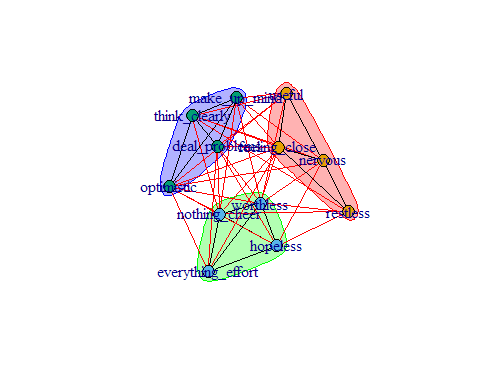 make_up_mind
useful
think_clearly
deal_problems
feeling_close
nervous
optimistic
worthless
nothing_cheer
restless
hopeless
everything_effort